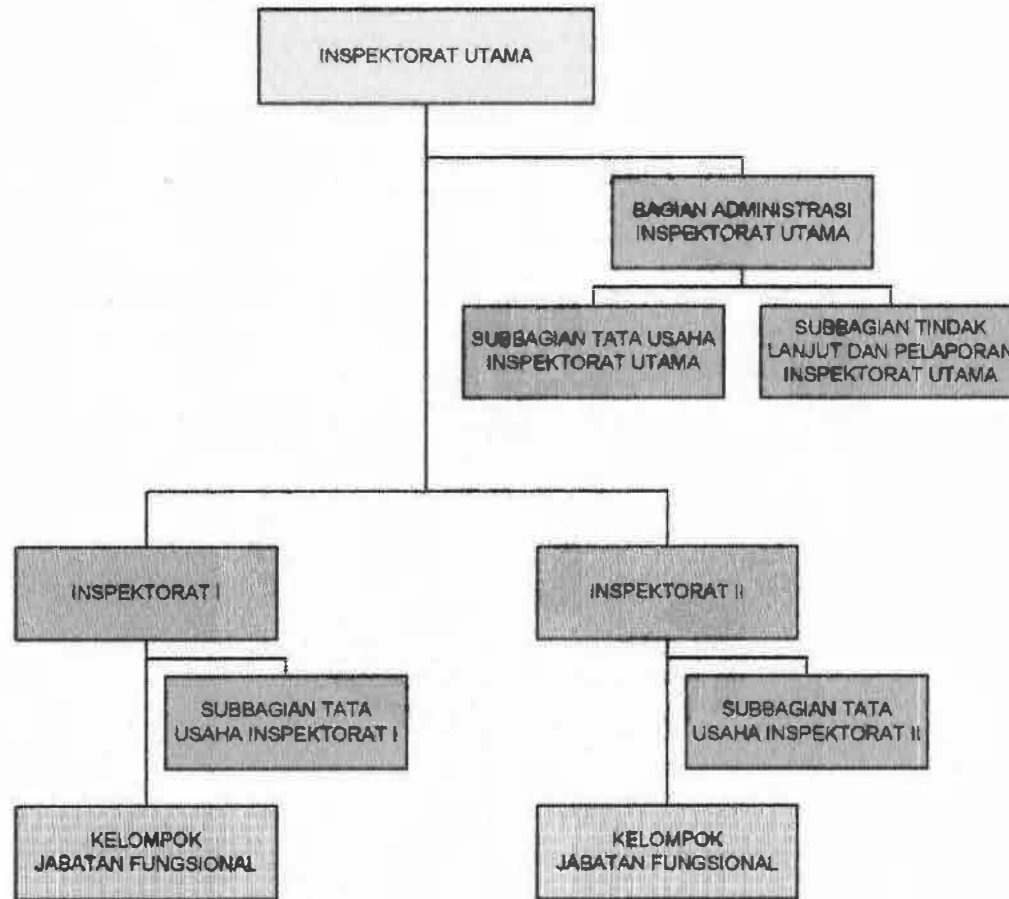 INSPEKTORAT UTAMA
BAGIAN ADMINISTRASI
INSPEKTORAT UTAMA
SUBBAGIAN TATA USAHA
INSPEKTORAT UTAMA
SUBBAGIAN TINDAK
LANJUT DAN PELAPORAN
INSPEKTORAT UTAMA
INSPEKTORAT I
INSPEKTORAT II
SUBBAGIAN TATA
USAHA INSPEKTORAT I
SUBBAGIAN TATA
USAHA INSPEKTORAT II
KELOMPOK
JABATAN FUNGSIONAL
KELOMPOK
JABATAN FUNGSIONAL